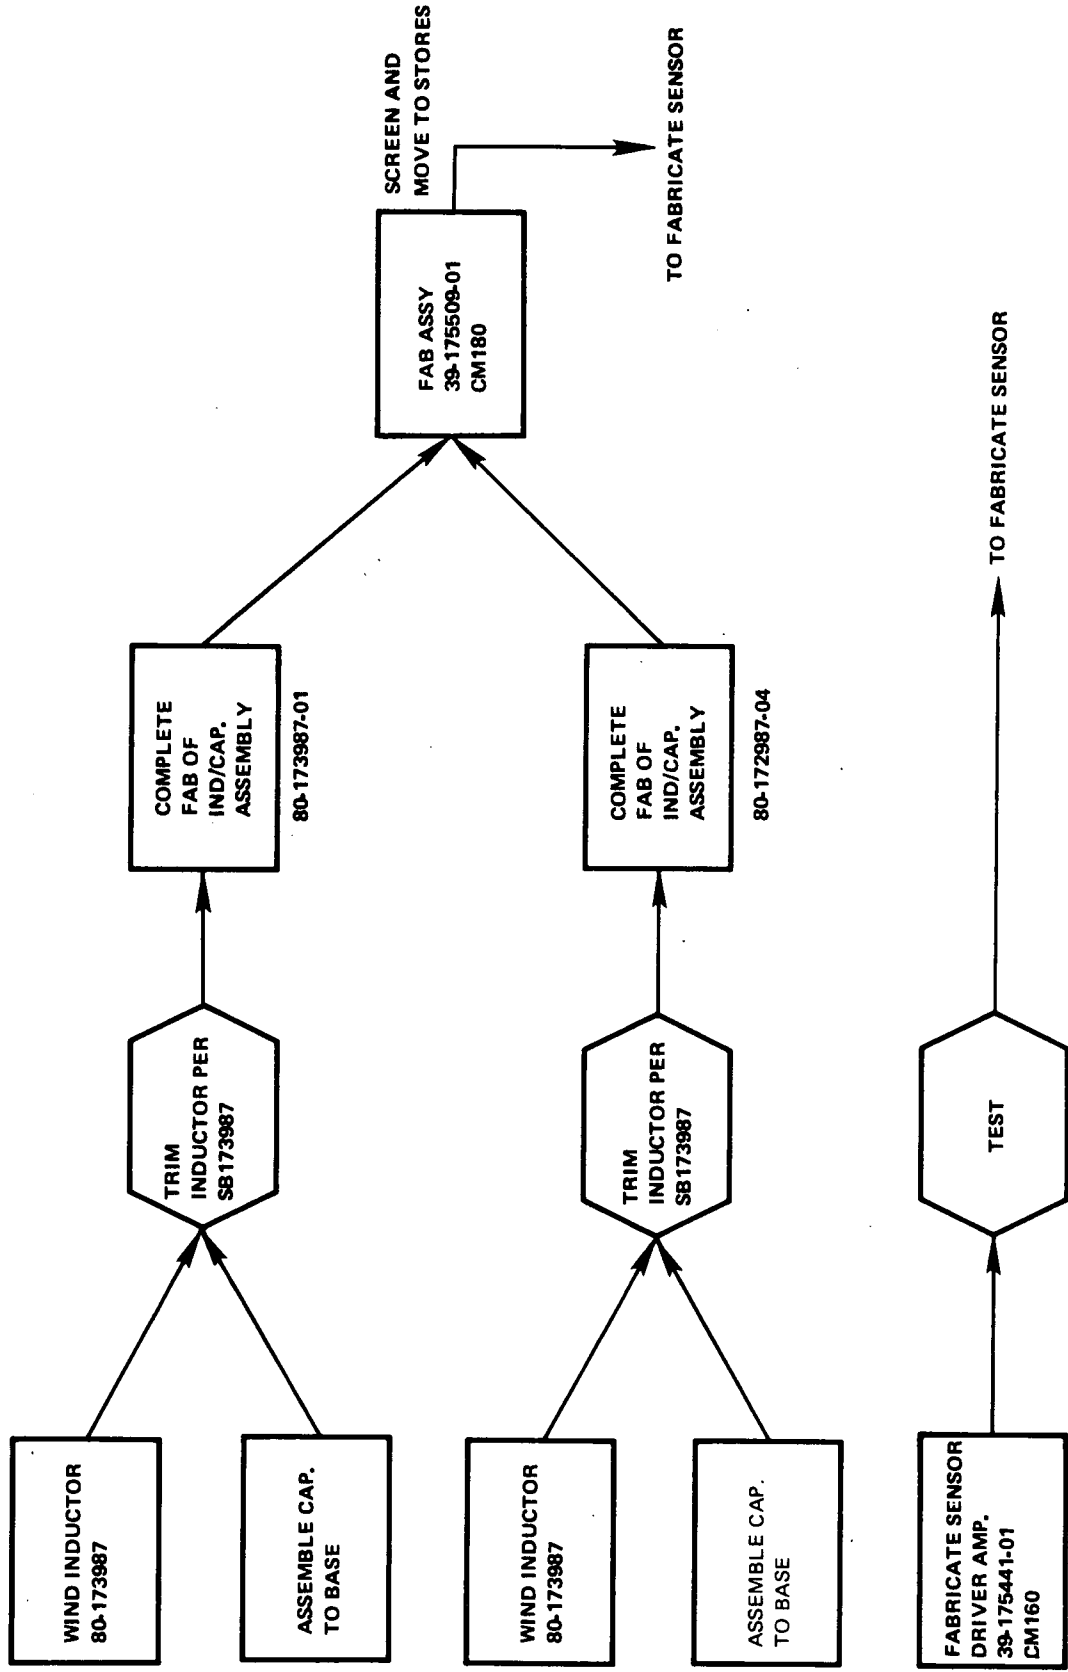 WIND INDUCTOR
80-173987
ASSEMBLE CAP.
TO BASE
TRIM
INDUCTOR PER
SB173987
COMPLETE
FAB OF
IND/CAP.
ASSEMBLY
80-173987-01
WIND INDUCTOR
80-173987
ASSEMBLE CAP.
TO BASE
TRIM
INDUCTOR PER
SB173987
COMPLETE
FAB OF
IND/CAP.
ASSEMBLY
80-172987-04
FAB ASSY
39-175509-01
CM180
SCREEN AND
MOVE TO STORES
TO FABRICATE SENSOR
FABRICATE SENSOR
DRIVER AMP.
39-175441-01
CM160
TEST
TO FABRICATE SENSOR